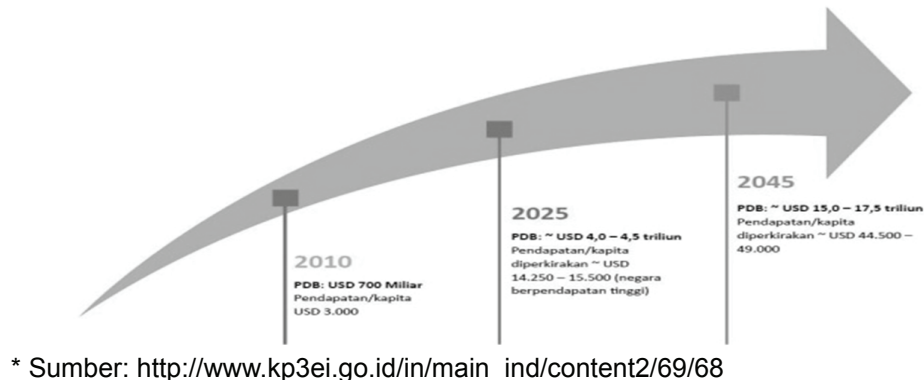 2010
PDB: USD 700 Miliar
Pendapatan/kapita
USD 3.000
2025
PDB: ~ USD 4,0 – 4,5 triliun
Pendapatan/kapita
diperkirakan ~ USD
14.250 – 15.500 (negara
berpendapatan tinggi)
2045
PDB: ~ USD 15,0 – 17,5 triliun
Pendapatan/kapita
diperkirakan ~ USD 44.500 –
49.000
* Sumber: http://www.kp3ei.go.id/in/main_ind/content2/69/68